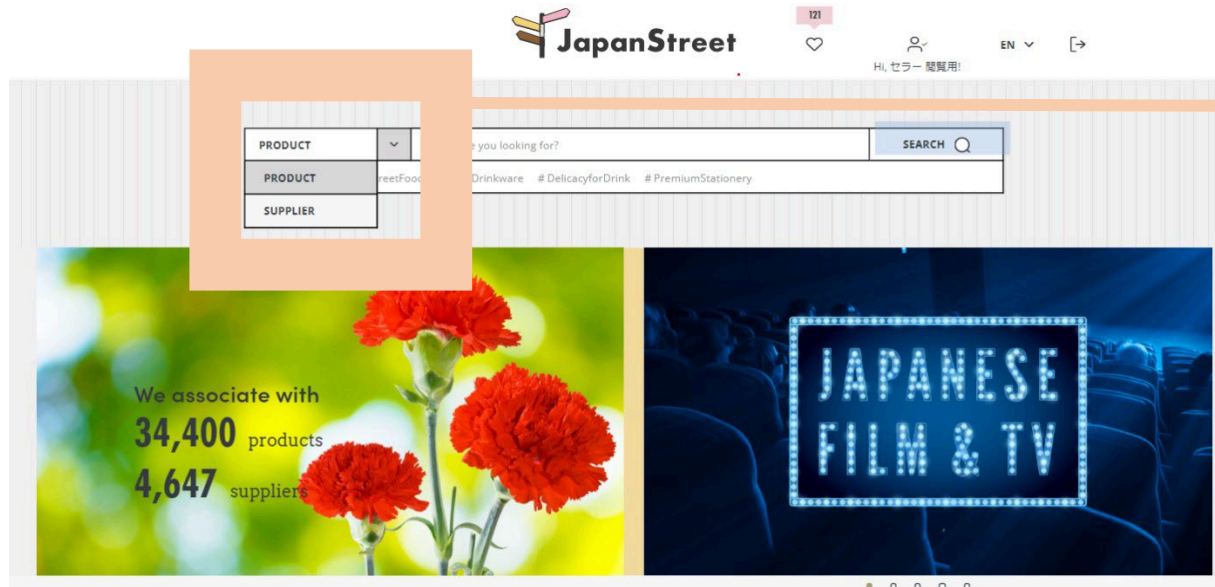 121
JapanStreet
EN
Hi, セラー 閲覧用!
PRODUCT
you looking for?
SEARCH
PRODUCT
Drinkware # DelicacyforDrink # PremiumStationery
SUPPLIER
We associate with
34,400 products
4,647 suppliers
JAPANESE
FILM & TV